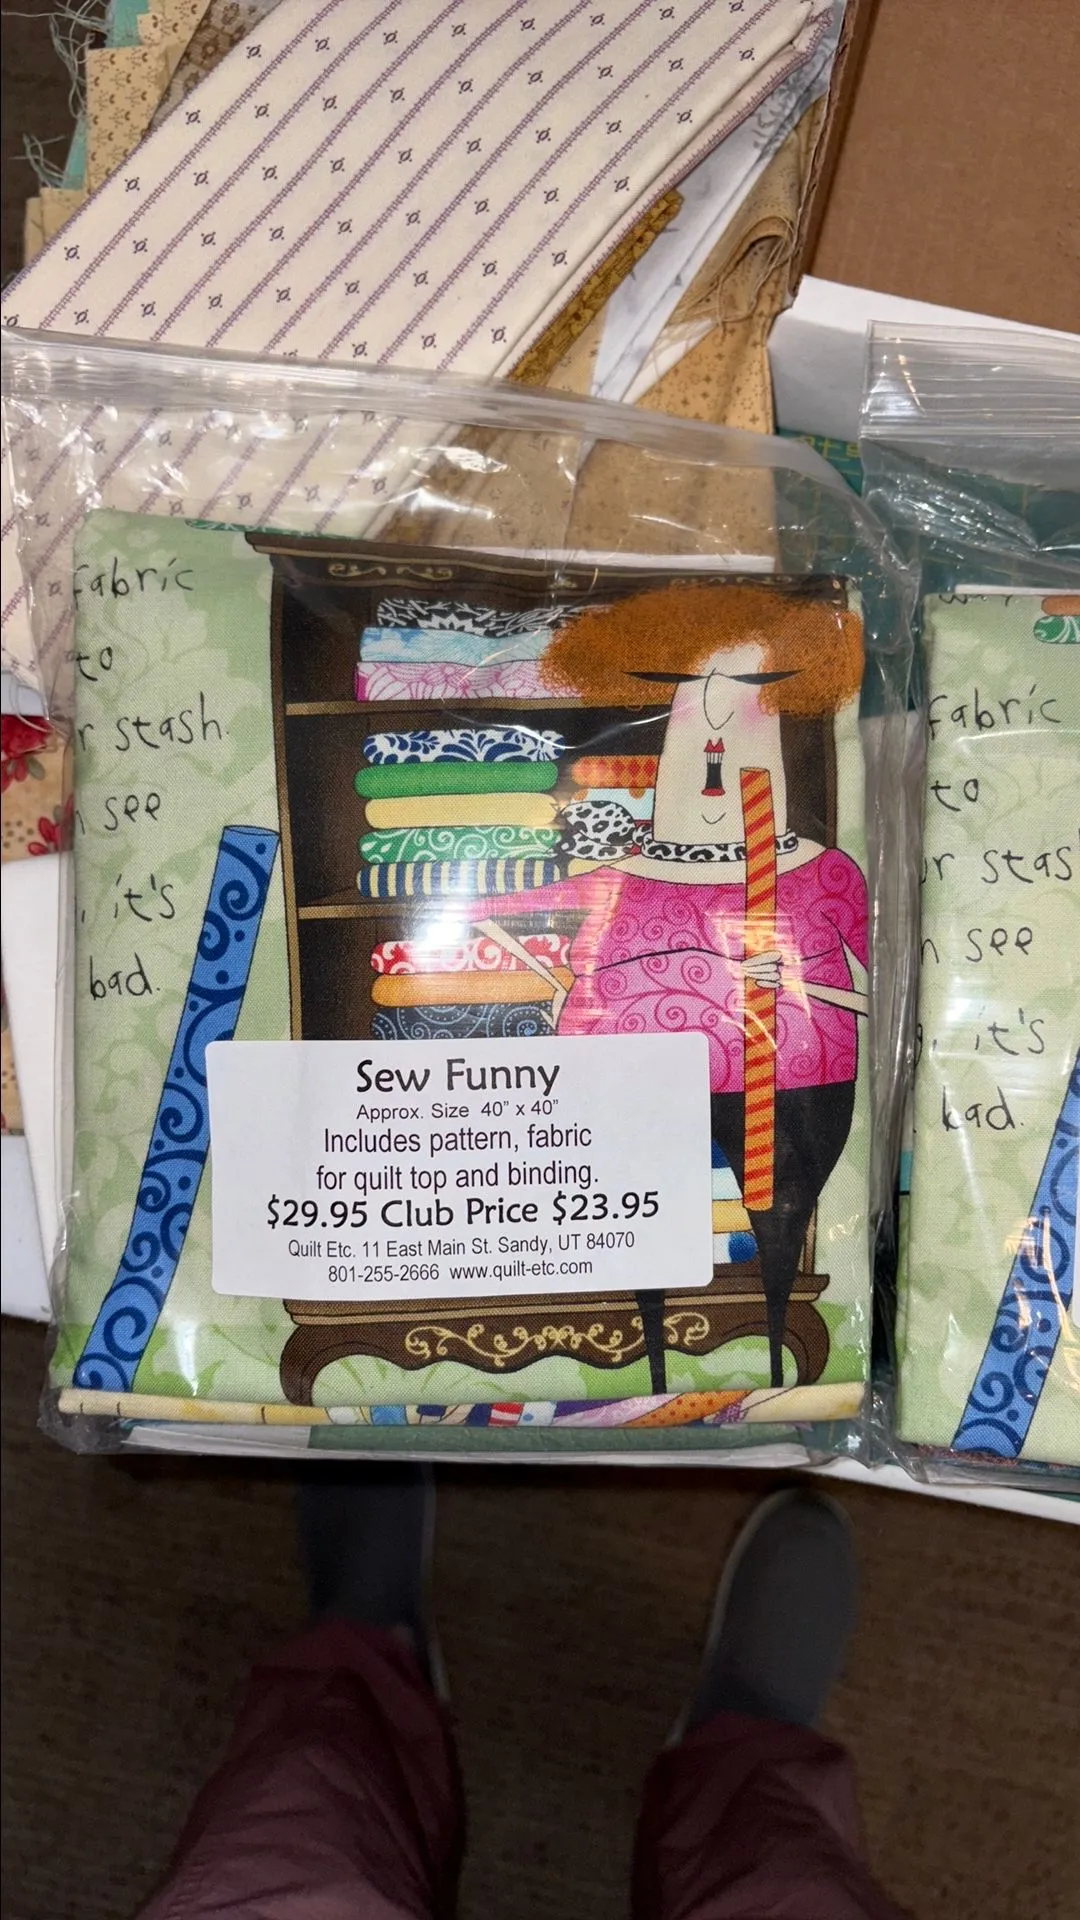 fabric
to
r stash.
see
it's
bad.
Sew Funny
Approx. Size 40" x 40"
Includes pattern, fabric
for quilt top and binding.
$29.95 Club Price $23.95
Quilt Etc. 11 East Main St. Sandy, UT 84070
801-255-2666 www.quilt-etc.com
fabric
to
r stas
see
it's
bad.